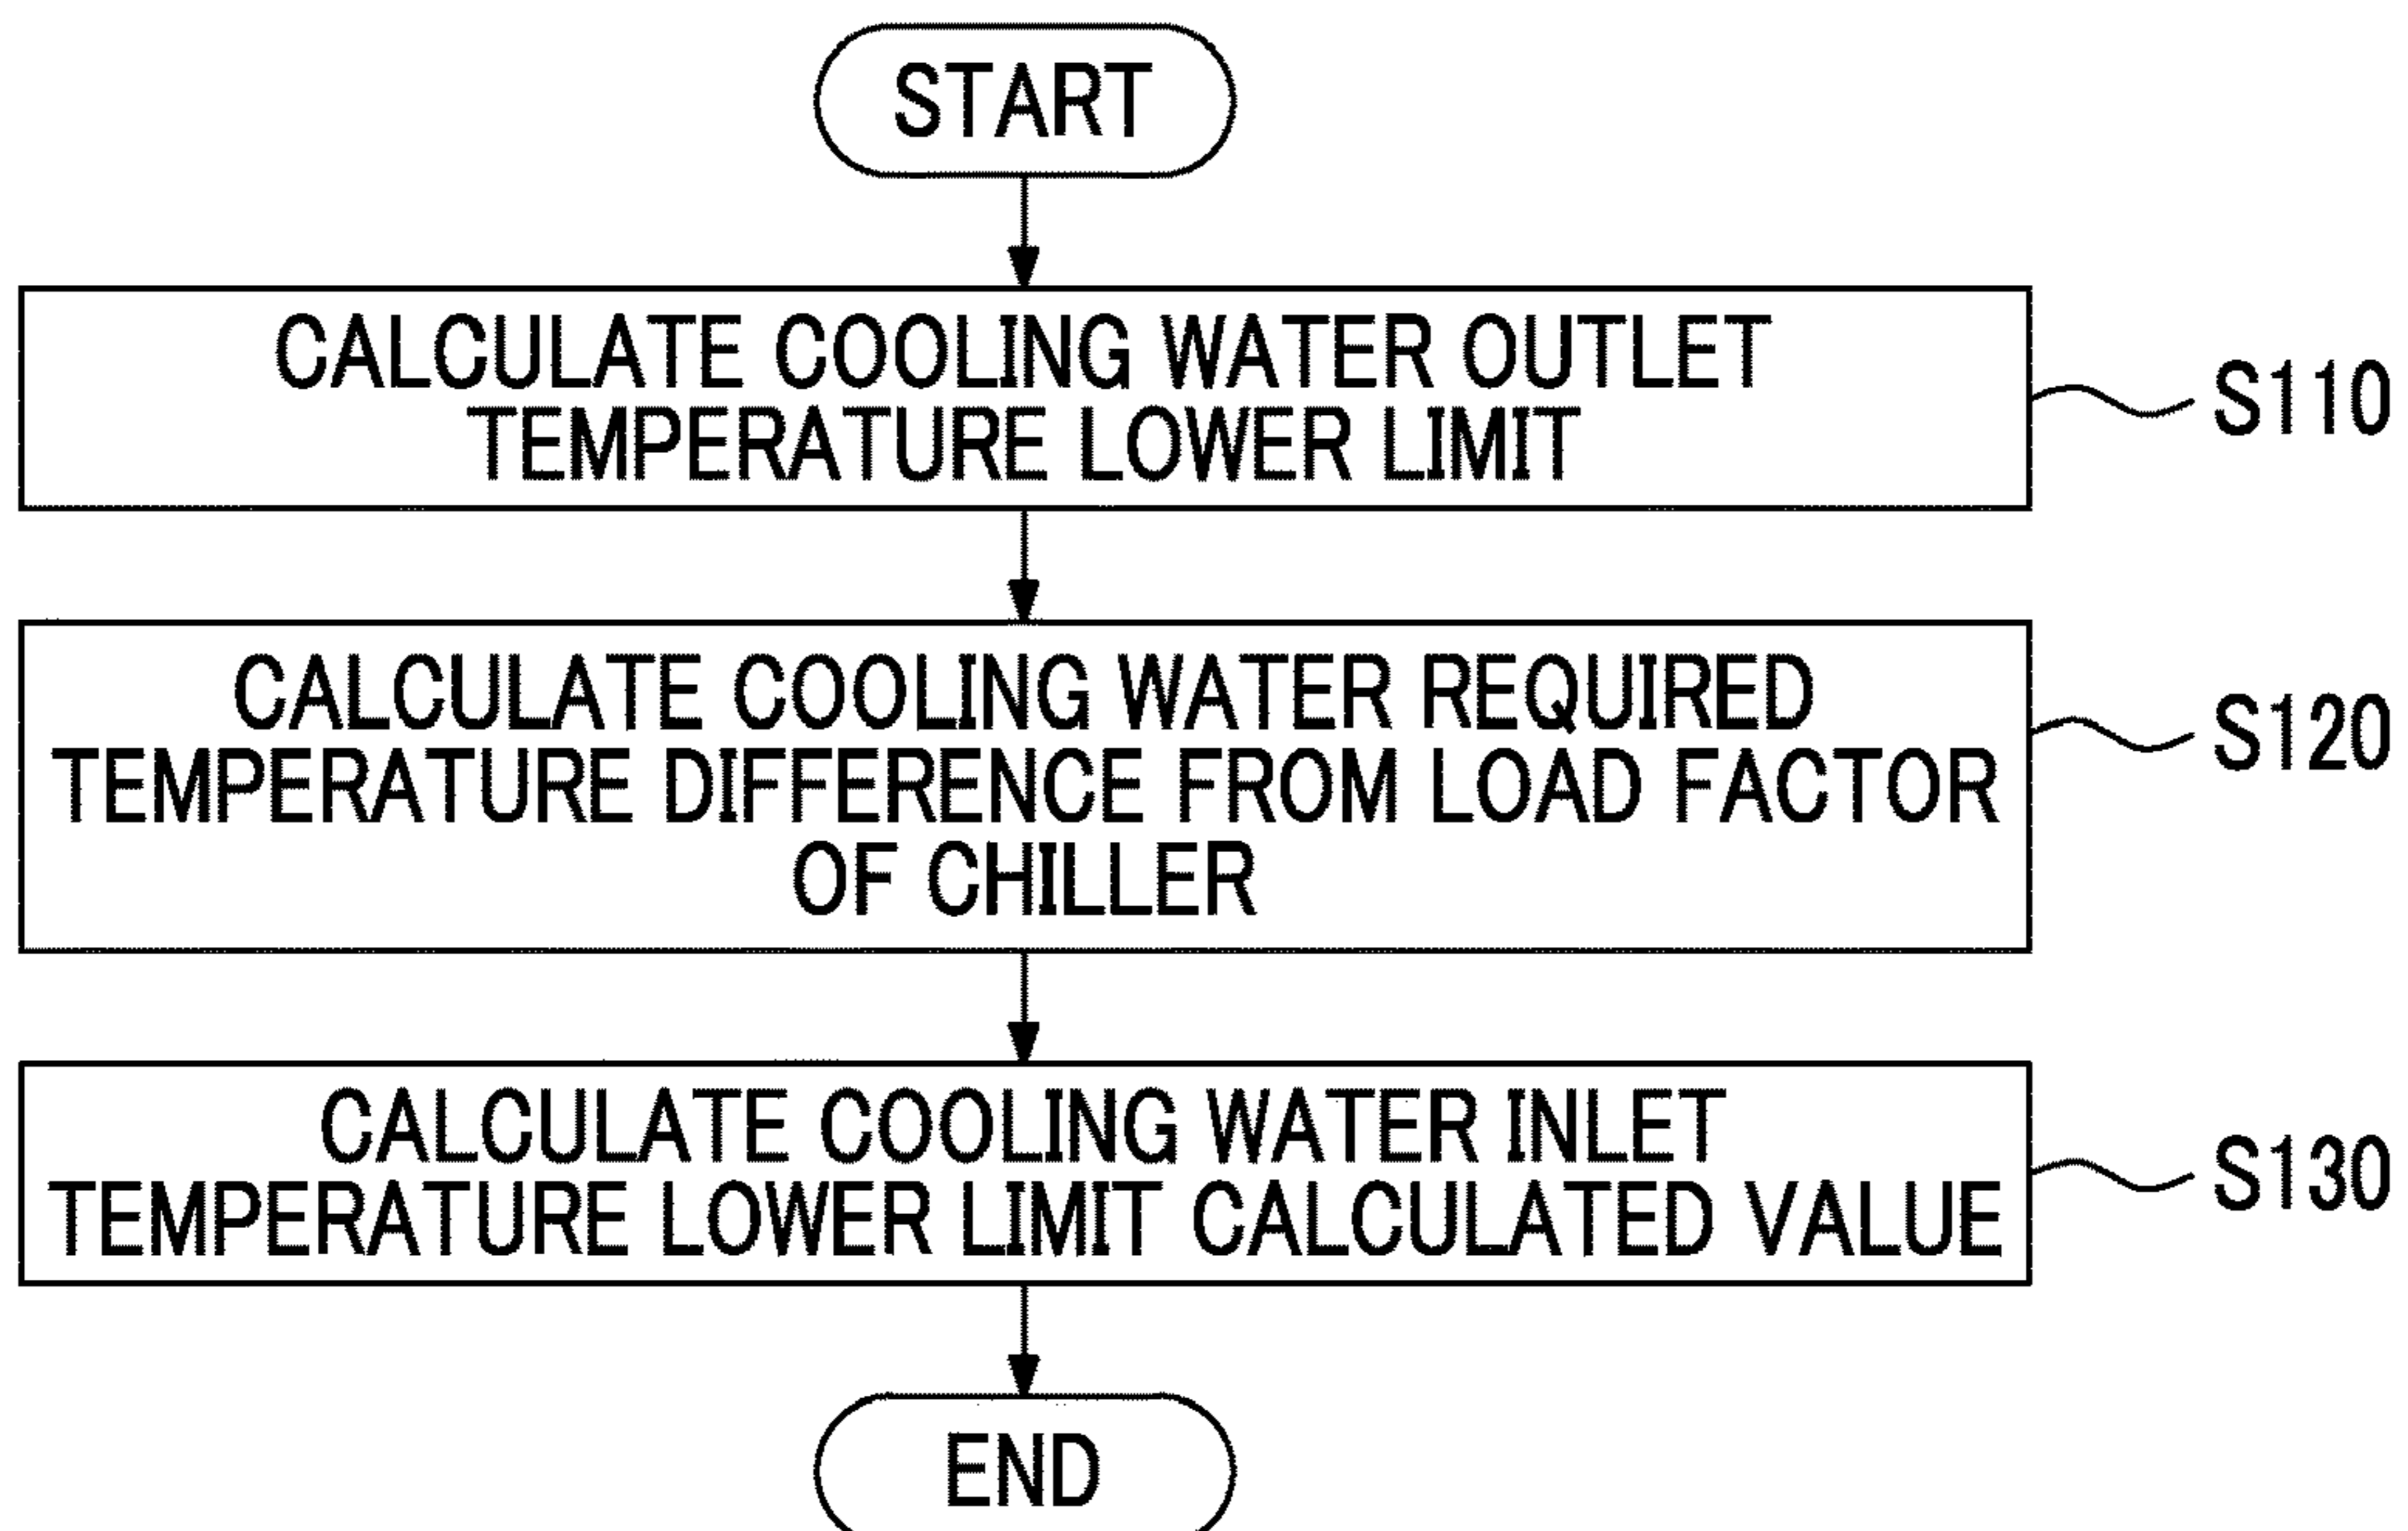 START
CALCULATE COOLING WATER OUTLET
TEMPERATURE LOWER LIMIT
S110
CALCULATE COOLING WATER REQUIRED
TEMPERATURE DIFFERENCE FROM LOAD FACTOR
OF CHILLER
S120
CALCULATE COOLING WATER INLET
TEMPERATURE LOWER LIMIT CALCULATED VALUE
S130
END